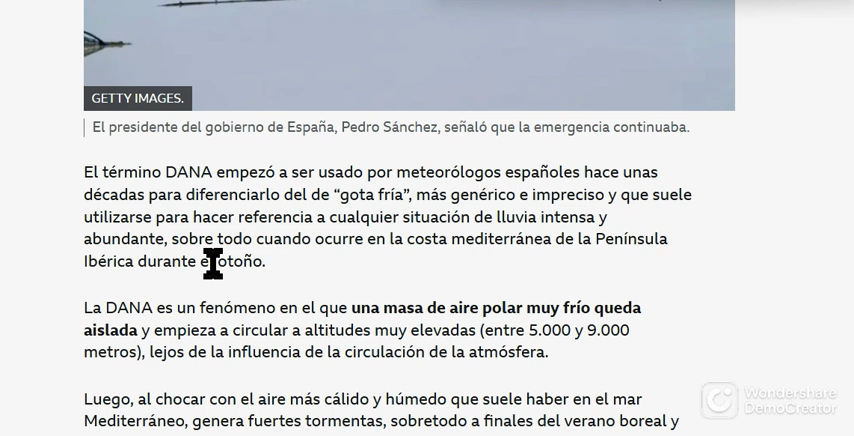 GETTY IMAGES.
El presidente del gobierno de España, Pedro Sánchez, señaló que la emergencia continuaba.
El término DANA empezó a ser usado por meteorólogos españoles hace unas
décadas para diferenciarlo del de “gota fría”, más genérico e impreciso y que suele
utilizarse para hacer referencia a cualquier situación de lluvia intensa y
abundante, sobre todo cuando ocurre en la costa mediterránea de la Península
Ibérica durante el otoño.
La DANA es un fenómeno en el que una masa de aire polar muy frío queda
aislada y empieza a circular a altitudes muy elevadas (entre 5.000 y 9.000
metros), lejos de la influencia de la circulación de la atmósfera.
Luego, al chocar con el aire más cálido y húmedo que suele haber en el mar
Mediterráneo, genera fuertes tormentas, sobretodo a finales del verano boreal y
Wondershare
DemoCreator